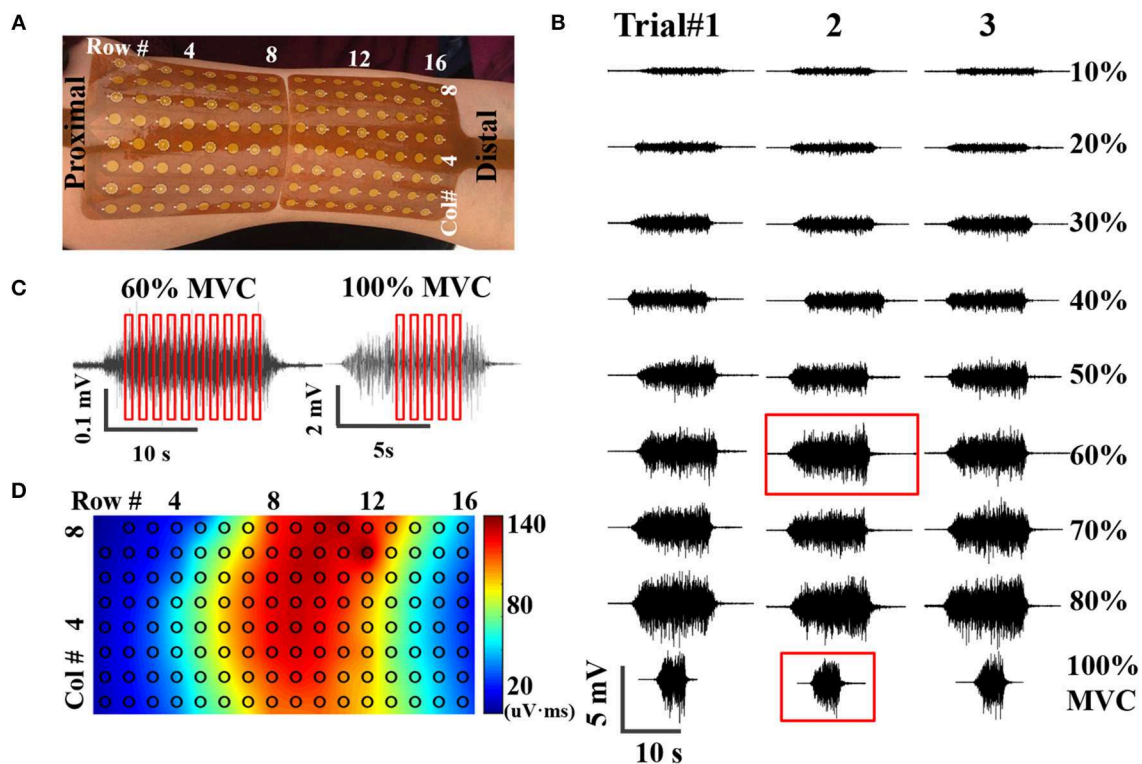 A
Row # 4 8 12 16
Proximal
8
4
Col#
Distal
B
Trial#1 2 3
10%
20%
30%
40%
50%
60%
70%
80%
100%
MVC
5 mV
10 s
C
60% MVC 100% MVC
0.1 mV
10 s
2 mV
5s
D
Row # 4 8 12 16
8
4
Col #
140
80
20
(uV·ms)